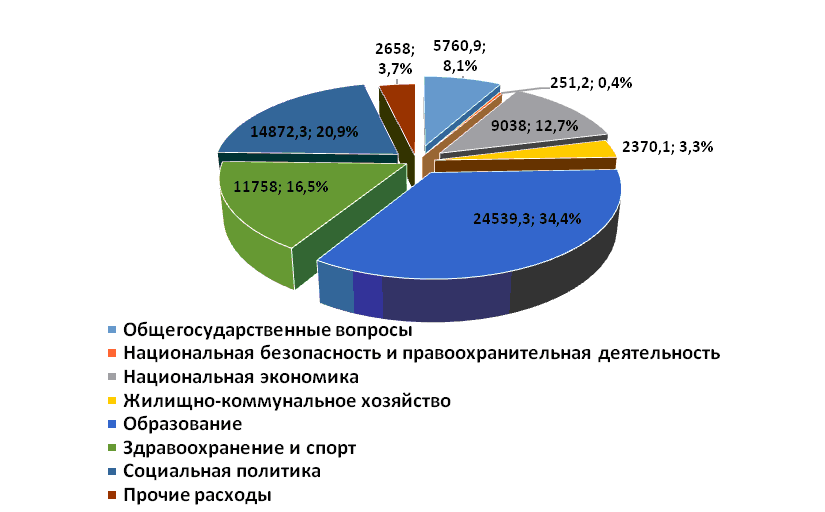 2658;
3,7%
5760,9;
8,1%
251,2; 0,4%
9038; 12,7%
2370,1; 3,3%
14872,3; 20,9%
11758; 16,5%
24539,3; 34,4%
Общегосударственные вопросы
Национальная безопасность и правоохранительная деятельность
Национальная экономика
Жилищно-коммунальное хозяйство
Образование
Здравоохранение и спорт
Социальная политика
Прочие расходы